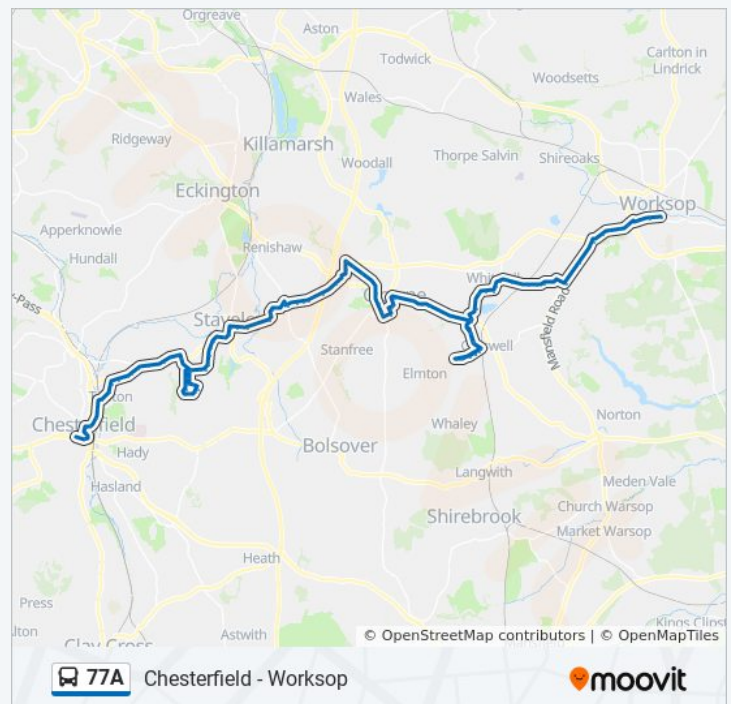 Orgreave
Aston
Carlton in
Lindrick
Todwick
Woodsetts
Wales
Ridgeway
Killamarsh
Woodall
Thorpe Salvin
Shireoaks
Eckington
Worksop
Apperknowle
Hundall
Renishaw
Mansfield Road
Stanfree
Elmton
Norton
Chesterfield
Whaley
Hady
Bolsover
Hasland
Langwith
Meden Vale
Church Warsop
Shirebrook
Market Warsop
Heath
Press
Astwith
Clay Cross
© OpenStreetMap contributors | © OpenMapTiles
77A Chesterfield - Worksop
moovit